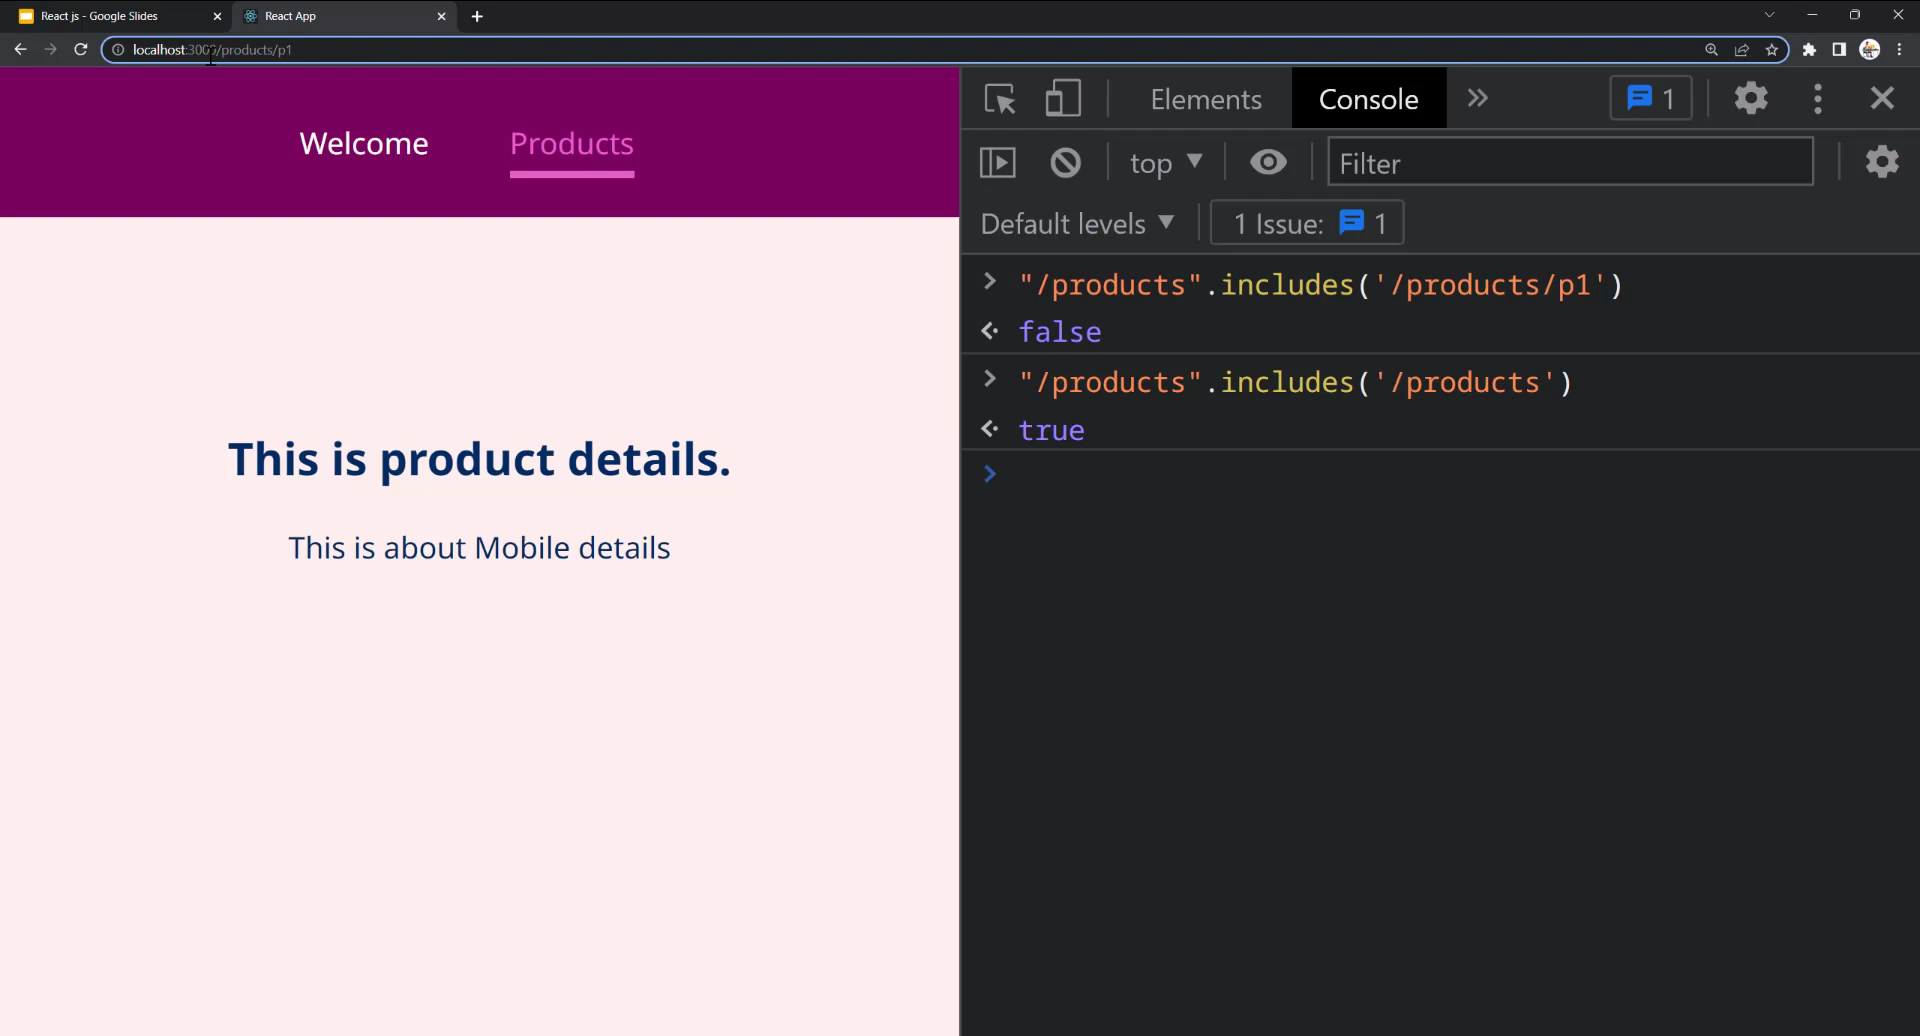 React js - Google Slides
React App
localhost:3000/products/p1
Welcome
Products
This is product details.
This is about Mobile details
Elements
Console
1
top
Filter
Default levels
1 Issue: 1
"/products".includes('/products/p1')
false
"/products".includes('/products')
true